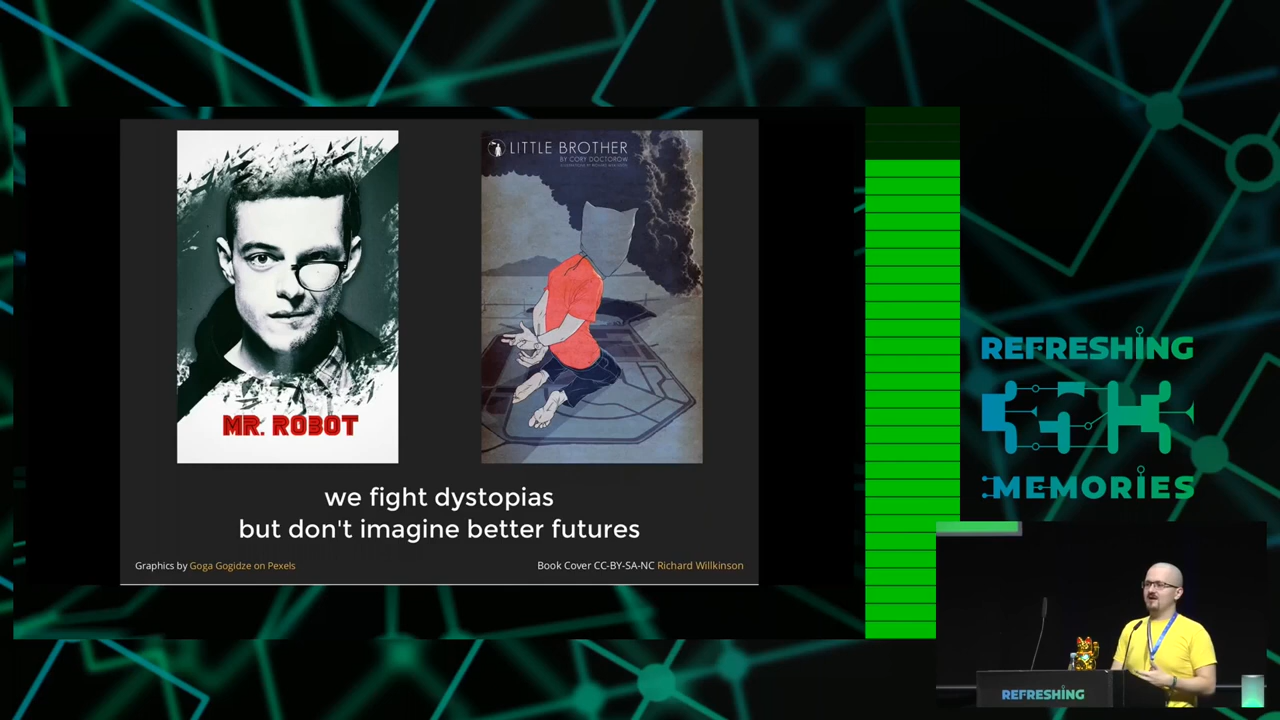 LITTLE BROTHER
BY CORY DOCTOROW
MR. ROBOT
we fight dystopias
but don't imagine better futures
Graphics by Goga Gogidze on Pexels
Book Cover CC-BY-SA-NC Richard Willkinson
REFRESHING
MEMORIES
REFRESHING